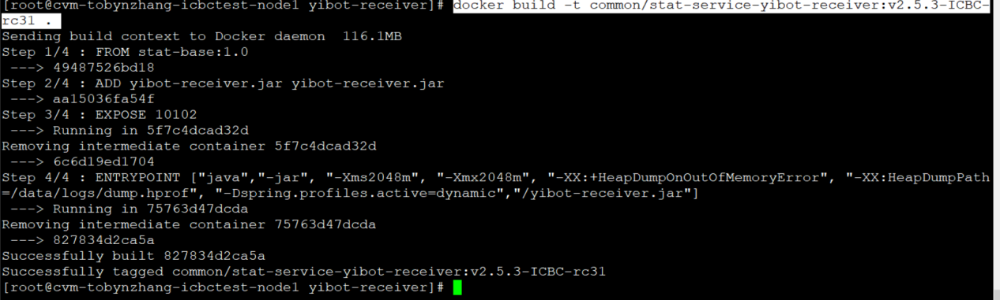 [root@cvm-tobynzhang-icbctest-node1 yibot-receiver]# docker build -t common/stat-service-yibot-receiver:v2.5.3-ICBC-
rc31 .
Sending build context to Docker daemon  116.1MB
Step 1/4 : FROM stat-base:1.0
 ---> 49487526bd18
Step 2/4 : ADD yibot-receiver.jar yibot-receiver.jar
 ---> aa15036fa54f
Step 3/4 : EXPOSE 10102
 ---> Running in 5f7c4dcad32d
Removing intermediate container 5f7c4dcad32d
 ---> 6c6d19ed1704
Step 4/4 : ENTRYPOINT ["java","-jar", "-Xms2048m", "-Xmx2048m", "-XX:+HeapDumpOnOutOfMemoryError", "-XX:HeapDumpPath
=/data/logs/dump.hprof", "-Dspring.profiles.active=dynamic","/yibot-receiver.jar"]
 ---> Running in 75763d47dcda
Removing intermediate container 75763d47dcda
 ---> 827834d2ca5a
Successfully built 827834d2ca5a
Successfully tagged common/stat-service-yibot-receiver:v2.5.3-ICBC-rc31
[root@cvm-tobynzhang-icbctest-node1 yibot-receiver]#